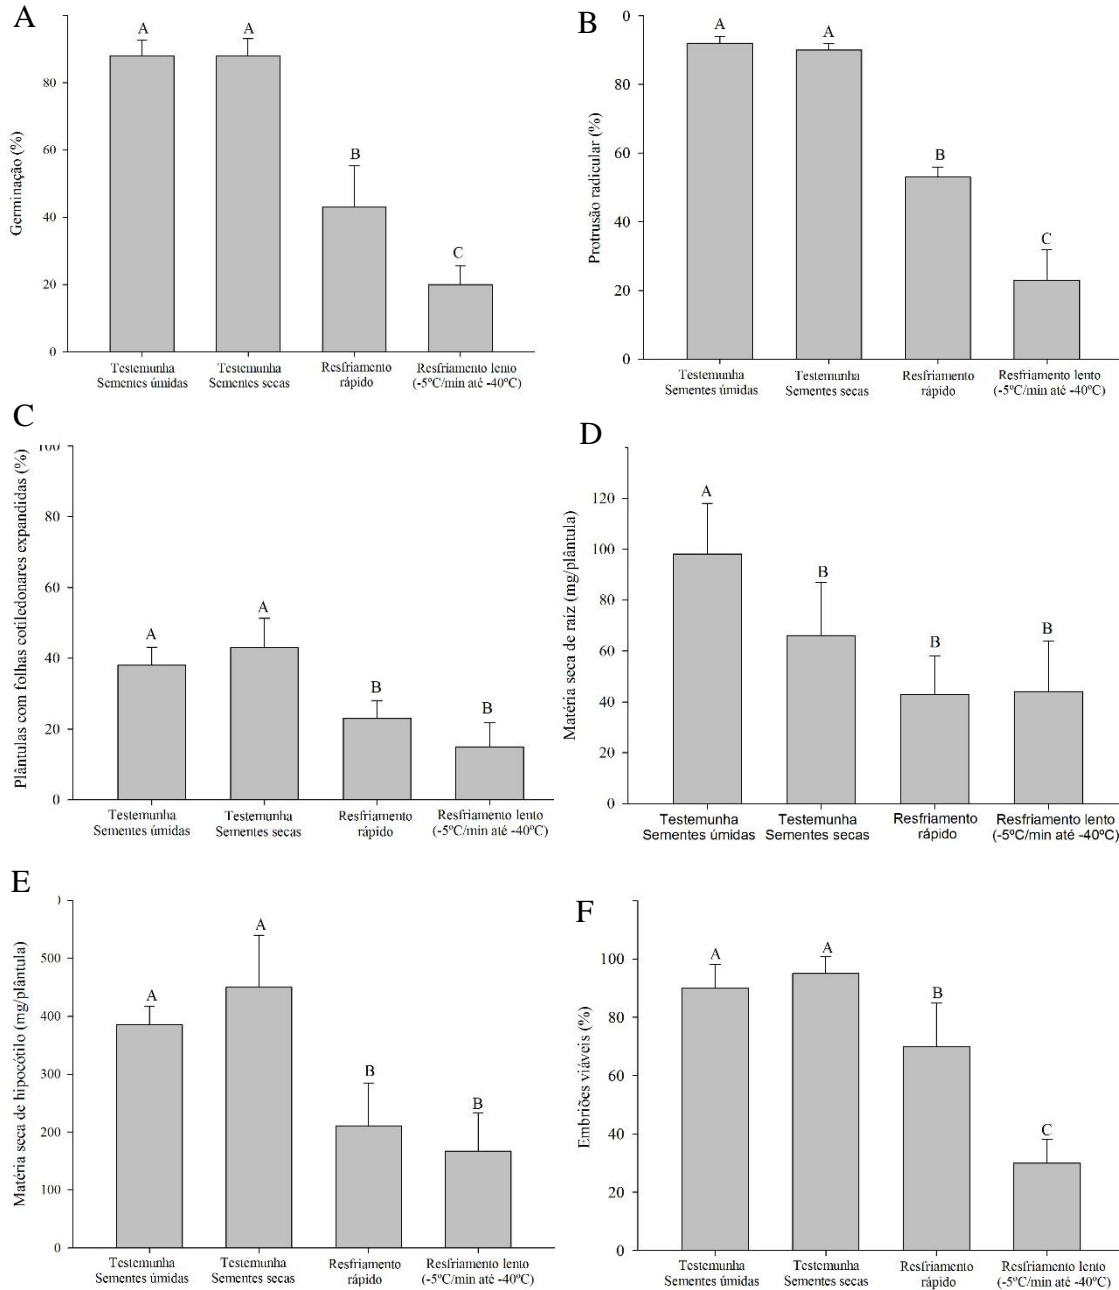 A
Germinação (%)
80
60
40
20
0
A
A
B
C
Testemunha
Sementes úmidas
Testemunha
Sementes secas
Resfriamento
rápido
Resfriamento lento
(-5ºC/min até -40ºC)
B
Protrusão radicular (%)
0
80
60
40
20
0
A
A
B
C
Testemunha
Sementes úmidas
Testemunha
Sementes secas
Resfriamento
rápido
Resfriamento lento
(-5ºC/min até -40ºC)
C
Plântulas com folhas cotiledonares expandidas (%)
100
80
60
40
20
0
A
A
B
B
Testemunha
Sementes úmidas
Testemunha
Sementes secas
Resfriamento
rápido
Resfriamento lento
(-5ºC/min até -40ºC)
D
Matéria seca de raíz (mg/plântula)
120
100
80
60
40
20
0
A
B
B
B
Testemunha
Sementes úmidas
Testemunha
Sementes secas
Resfriamento
rápido
Resfriamento lento
(-5ºC/min até -40ºC)
E
Matéria seca de hipocótilo (mg/plântula)
500
400
300
200
100
0
A
A
B
B
Testemunha
Sementes úmidas
Testemunha
Sementes secas
Resfriamento
rápido
Resfriamento lento
(-5ºC/min até -40ºC)
F
Embriões viáveis (%)
100
80
60
40
20
0
A
A
B
C
Testemunha
Sementes úmidas
Testemunha
Sementes secas
Resfriamento
rápido
Resfriamento lento
(-5ºC/min até -40ºC)